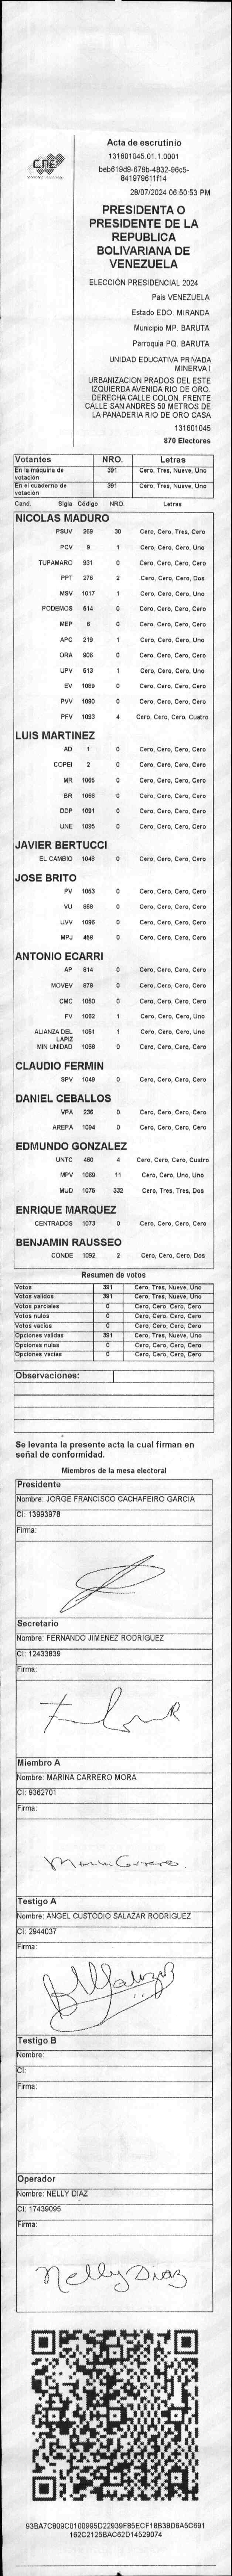 CNE
Acta de escrutinio
131601045.01.1.0001
beb619d9-679b-4832-96c5-
841979611f14
28/07/2024 06:50:53 PM
PRESIDENTA O
PRESIDENTE DE LA
REPUBLICA
BOLIVARIANA DE
VENEZUELA
ELECCIÓN PRESIDENCIAL 2024
País VENEZUELA
Estado EDO. MIRANDA
Municipio MP. BARUTA
Parroquia PQ. BARUTA
UNIDAD EDUCATIVA PRIVADA
MINERVA I
URBANIZACION PRADOS DEL ESTE
IZQUIERDA AVENIDA RIO DE ORO.
DERECHA CALLE COLON. FRENTE
CALLE SAN ANDRES 50 METROS DE
LA PANADERIA RIO DE ORO CASA
131601045
870 Electores
Votantes NRO. Letras
En la máquina de votación 391 Cero, Tres, Nueve, Uno
En el cuaderno de votación 391 Cero, Tres, Nueve, Uno
Cand. Sigla Código NRO. Letras
NICOLAS MADURO
PSUV 269 30 Cero, Cero, Tres, Cero
PCV 9 1 Cero, Cero, Cero, Uno
TUPAMARO 931 0 Cero, Cero, Cero, Cero
PPT 276 2 Cero, Cero, Cero, Dos
MSV 1017 1 Cero, Cero, Cero, Uno
PODEMOS 514 0 Cero, Cero, Cero, Cero
MEP 6 0 Cero, Cero, Cero, Cero
APC 219 1 Cero, Cero, Cero, Uno
ORA 906 0 Cero, Cero, Cero, Cero
UPV 513 1 Cero, Cero, Cero, Uno
EV 1089 0 Cero, Cero, Cero, Cero
PVV 1090 0 Cero, Cero, Cero, Cero
PFV 1093 4 Cero, Cero, Cero, Cuatro
LUIS MARTINEZ
AD 1 0 Cero, Cero, Cero, Cero
COPEI 2 0 Cero, Cero, Cero, Cero
MR 1065 0 Cero, Cero, Cero, Cero
BR 1066 0 Cero, Cero, Cero, Cero
DDP 1091 0 Cero, Cero, Cero, Cero
UNE 1095 0 Cero, Cero, Cero, Cero
JAVIER BERTUCCI
EL CAMBIO 1048 0 Cero, Cero, Cero, Cero
JOSE BRITO
PV 1053 0 Cero, Cero, Cero, Cero
VU 868 0 Cero, Cero, Cero, Cero
UVV 1096 0 Cero, Cero, Cero, Cero
MPJ 458 0 Cero, Cero, Cero, Cero
ANTONIO ECARRI
AP 814 0 Cero, Cero, Cero, Cero
MOVEV 878 0 Cero, Cero, Cero, Cero
CMC 1050 0 Cero, Cero, Cero, Cero
FV 1062 1 Cero, Cero, Cero, Uno
ALIANZA DEL LAPIZ 1051 1 Cero, Cero, Cero, Uno
MIN UNIDAD 1068 0 Cero, Cero, Cero, Cero
CLAUDIO FERMIN
SPV 1049 0 Cero, Cero, Cero, Cero
DANIEL CEBALLOS
VPA 236 0 Cero, Cero, Cero, Cero
AREPA 1094 0 Cero, Cero, Cero, Cero
EDMUNDO GONZALEZ
UNTC 460 4 Cero, Cero, Cero, Cuatro
MPV 1069 11 Cero, Cero, Uno, Uno
MUD 1075 332 Cero, Tres, Tres, Dos
ENRIQUE MARQUEZ
CENTRADOS 1073 0 Cero, Cero, Cero, Cero
BENJAMIN RAUSSEO
CONDE 1092 2 Cero, Cero, Cero, Dos
Resumen de votos
Votos 391 Cero, Tres, Nueve, Uno
Votos validos 391 Cero, Tres, Nueve, Uno
Votos parciales 0 Cero, Cero, Cero, Cero
Votos nulos 0 Cero, Cero, Cero, Cero
Votos vacíos 0 Cero, Cero, Cero, Cero
Opciones validas 391 Cero, Tres, Nueve, Uno
Opciones nulas 0 Cero, Cero, Cero, Cero
Opciones vacías 0 Cero, Cero, Cero, Cero
Observaciones:
Se levanta la presente acta la cual firman en
señal de conformidad.
Miembros de la mesa electoral
Presidente
Nombre: JORGE FRANCISCO CACHAFEIRO GARCIA
CI: 13993978
Firma:
Secretario
Nombre: FERNANDO JIMENEZ RODRIGUEZ
CI: 12433839
Firma:
Miembro A
Nombre: MARINA CARRERO MORA
CI: 9362701
Firma:
Marina Carrero
Testigo A
Nombre: ANGEL CUSTODIO SALAZAR RODRIGUEZ
CI: 2944037
Firma:
Testigo B
Nombre:
CI:
Firma:
Operador
Nombre: NELLY DIAZ
CI: 17439095
Firma:
Nelly Diaz
93BA7C809C0100995D22939F85ECF18B38D6A5C691
162C2125BAC62D14529074